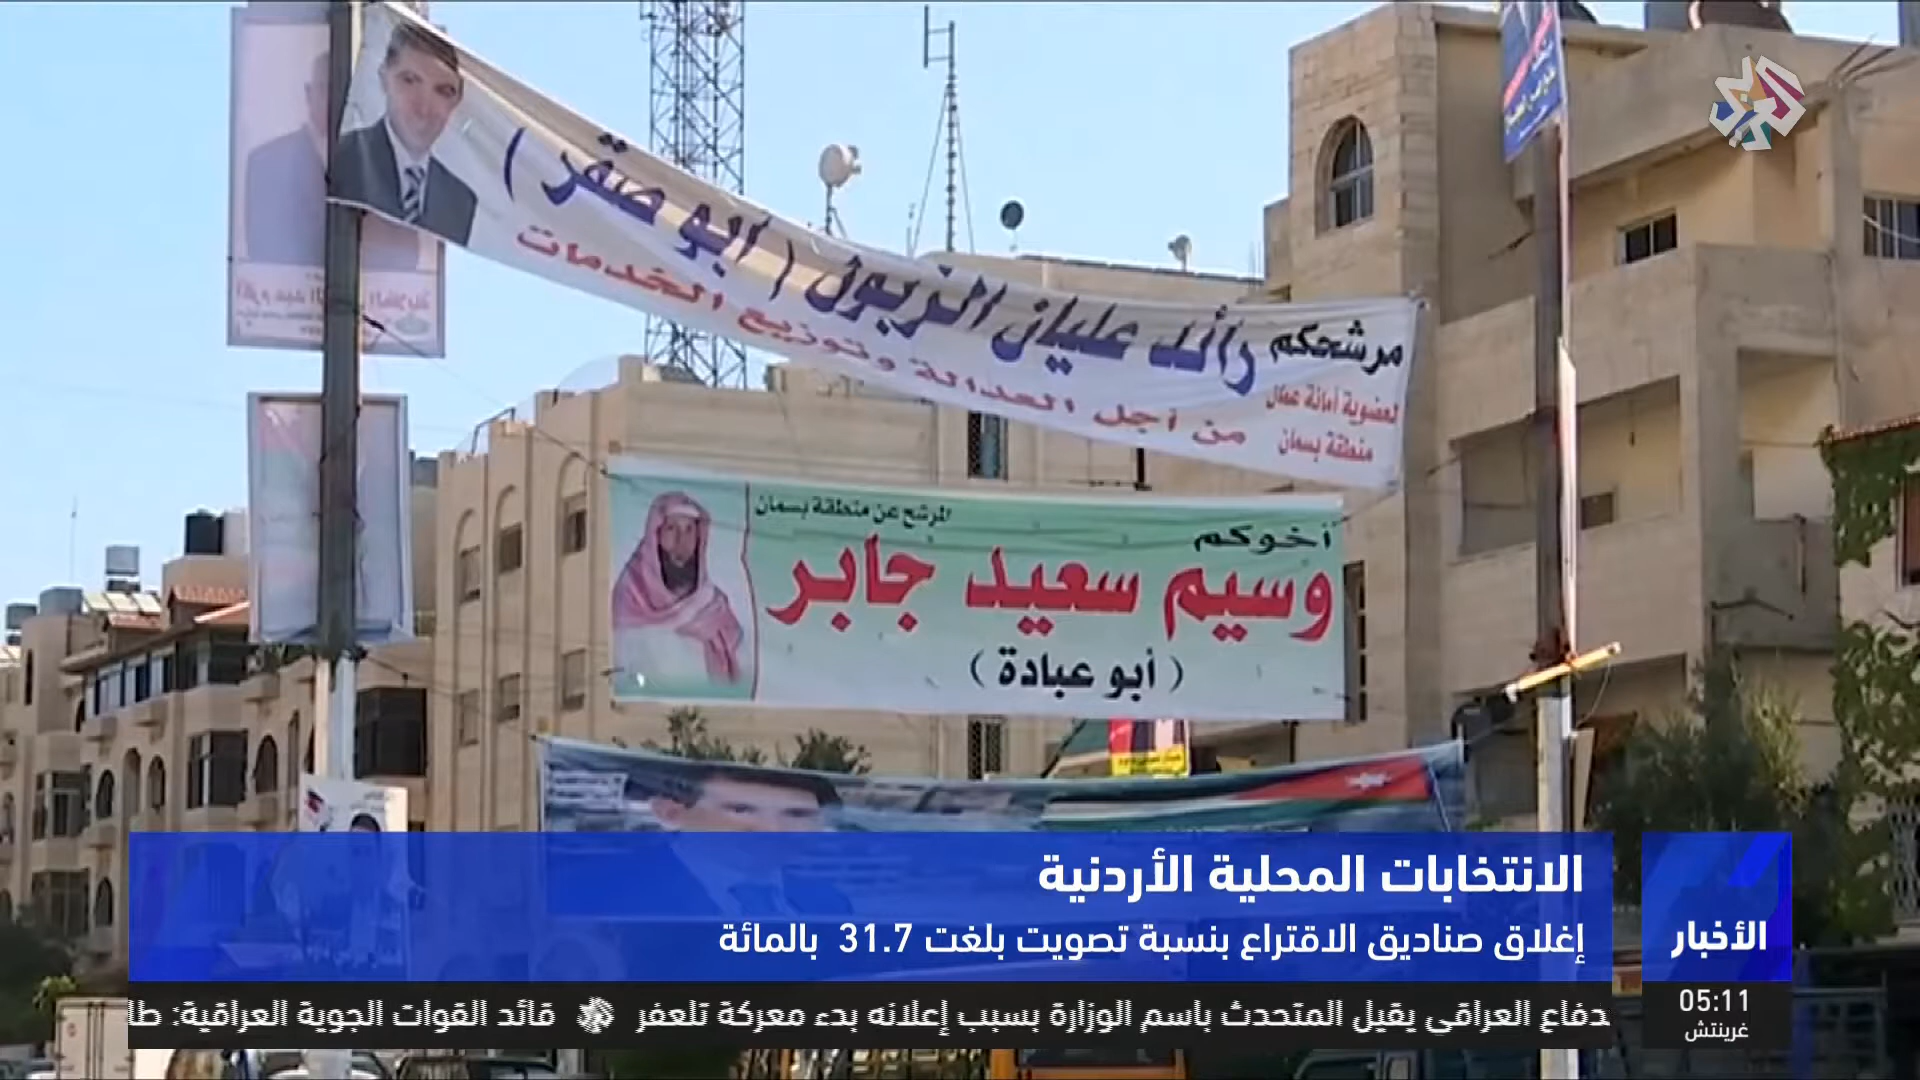 مرشحكم
رائد عليان الزبون ( أبو صقر )
لعضوية أمانة عمان
منطقة بسمان
من أجل العدالة وتوزيع الخدمات
المرشح عن منطقة بسمان
أخوكم
وسيم سعيد جابر
( أبو عبادة )
الانتخابات المحلية الأردنية
إغلاق صناديق الاقتراع بنسبة تصويت بلغت 31.7 بالمائة
الأخبار
05:11
غرينتش
دفاع العراقي يقيل المتحدث باسم الوزارة بسبب إعلانه بدء معركة تلعفر
قائد القوات الجوية العراقية: طا